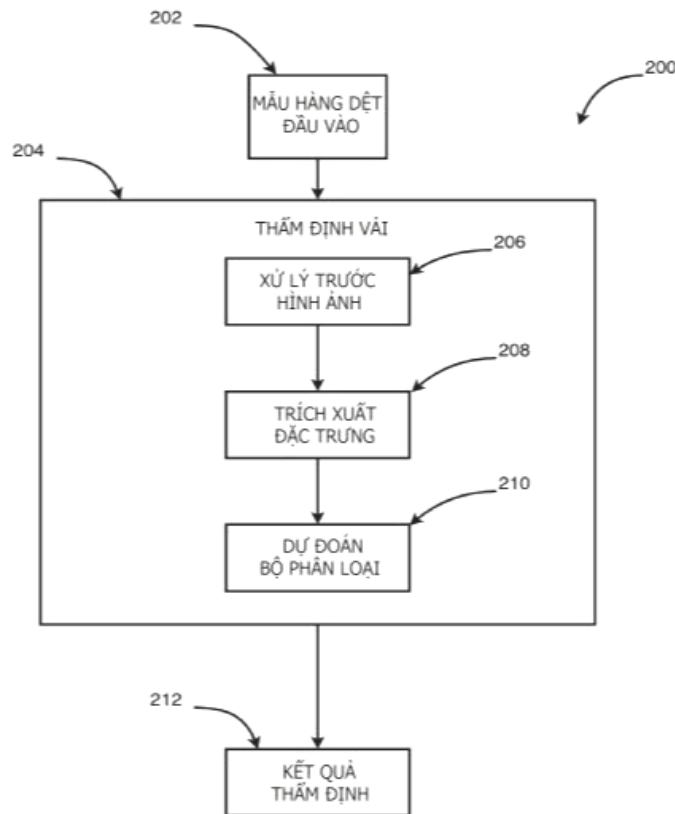 202
200
MẪU HÀNG DỆT
ĐẦU VÀO
204
THẨM ĐỊNH VẢI
206
XỬ LÝ TRƯỚC
HÌNH ẢNH
208
TRÍCH XUẤT
ĐẶC TRƯNG
210
DỰ ĐOÁN
BỘ PHÂN LOẠI
212
KẾT QUẢ
THẨM ĐỊNH